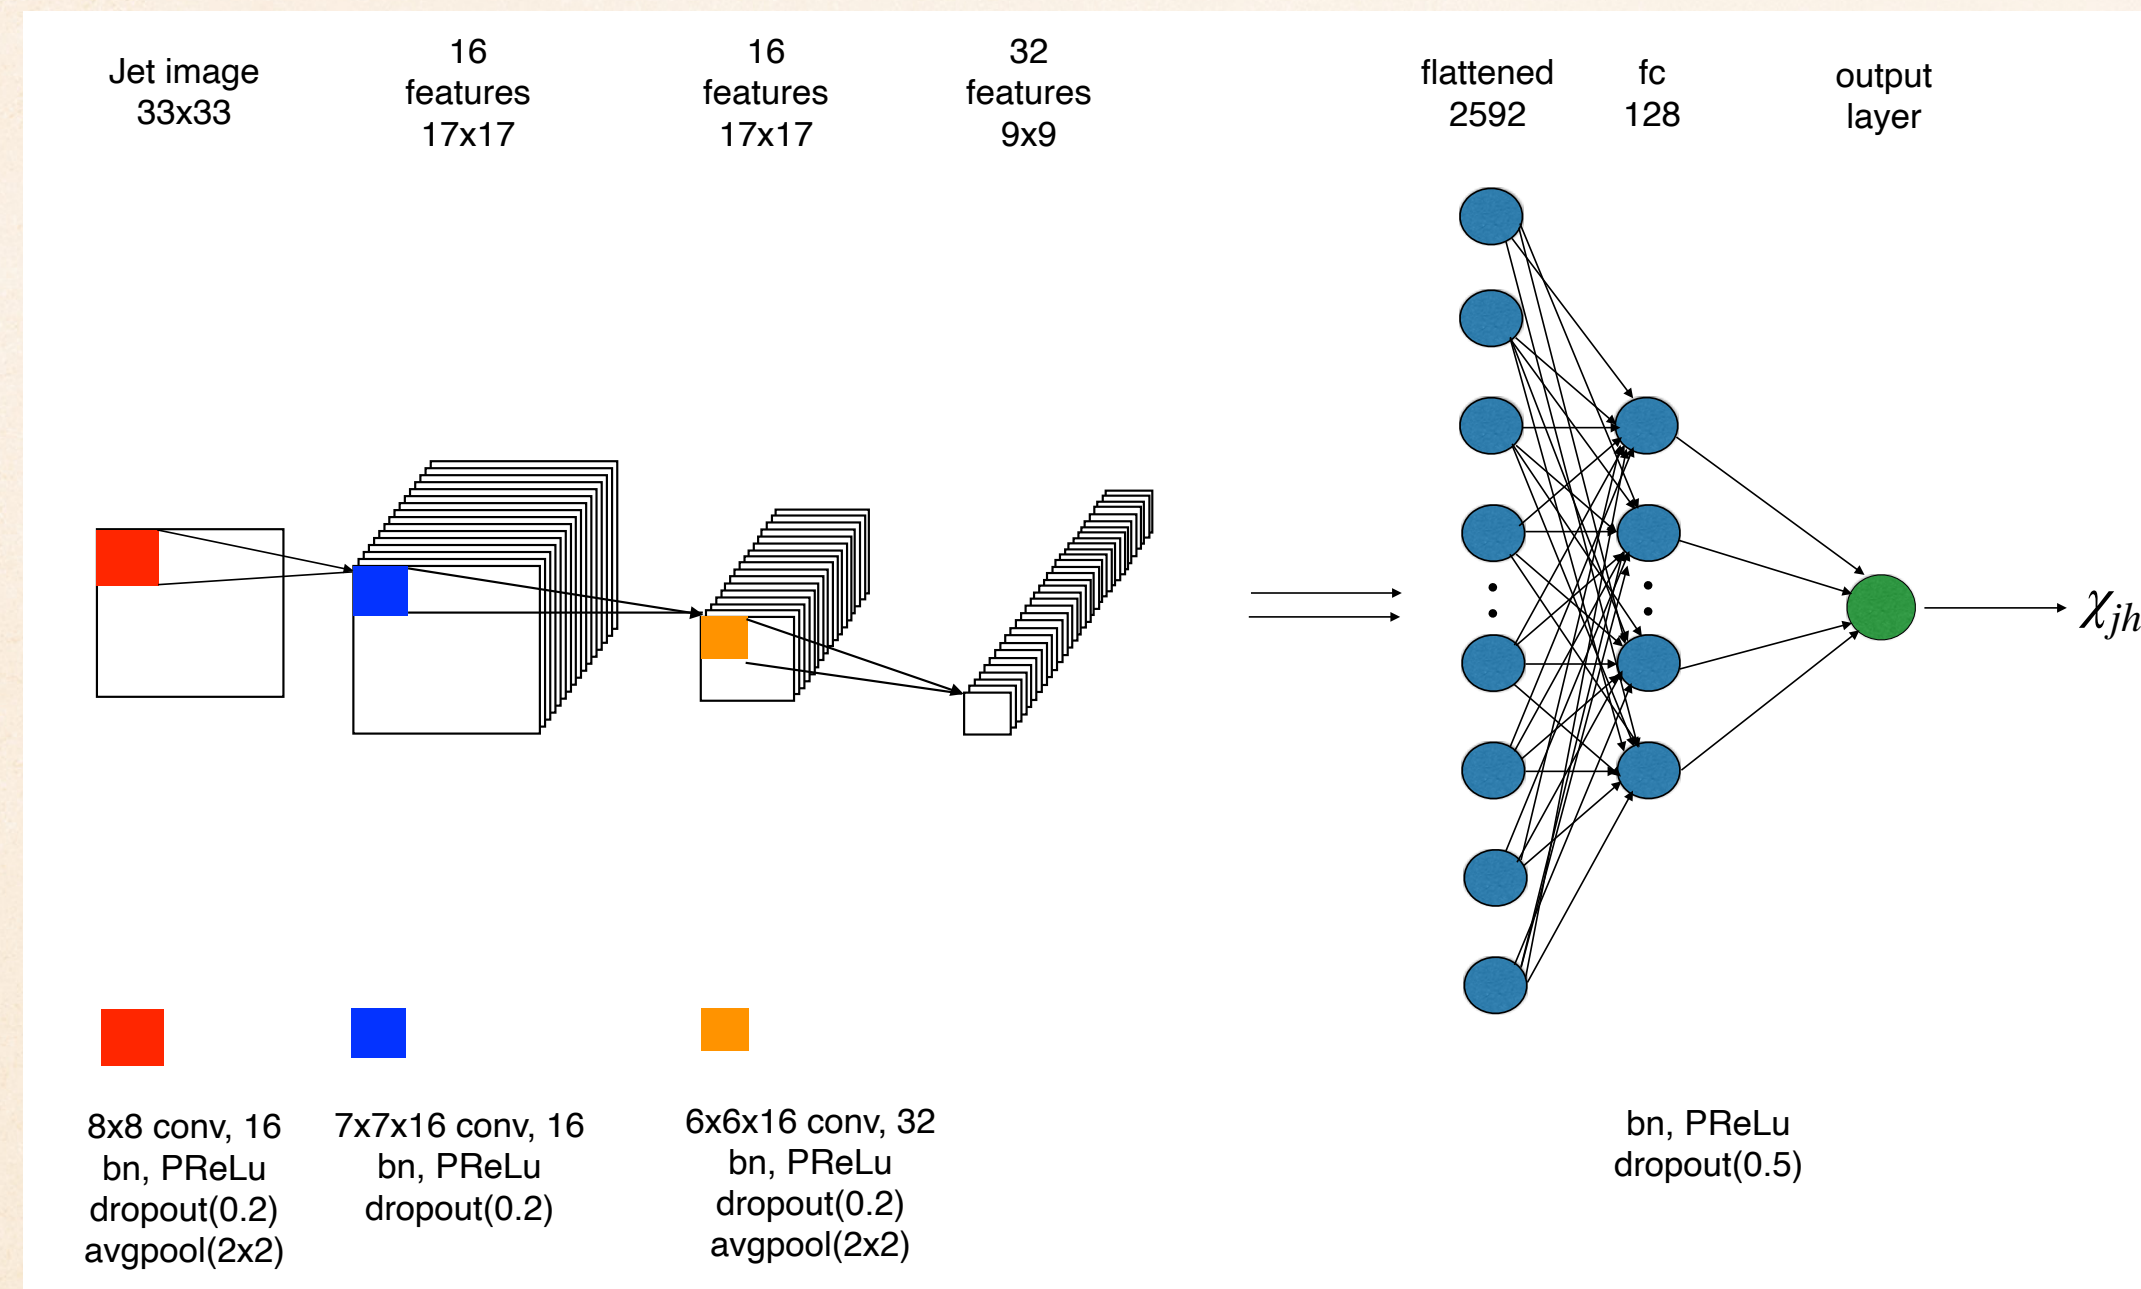 Jet image
33x33
16
features
17x17
16
features
17x17
32
features
9x9
flattened
2592
fc
128
output
layer
χjh
8x8 conv, 16
bn, PReLu
dropout(0.2)
avgpool(2x2)
7x7x16 conv, 16
bn, PReLu
dropout(0.2)
6x6x16 conv, 32
bn, PReLu
dropout(0.2)
avgpool(2x2)
bn, PReLu
dropout(0.5)